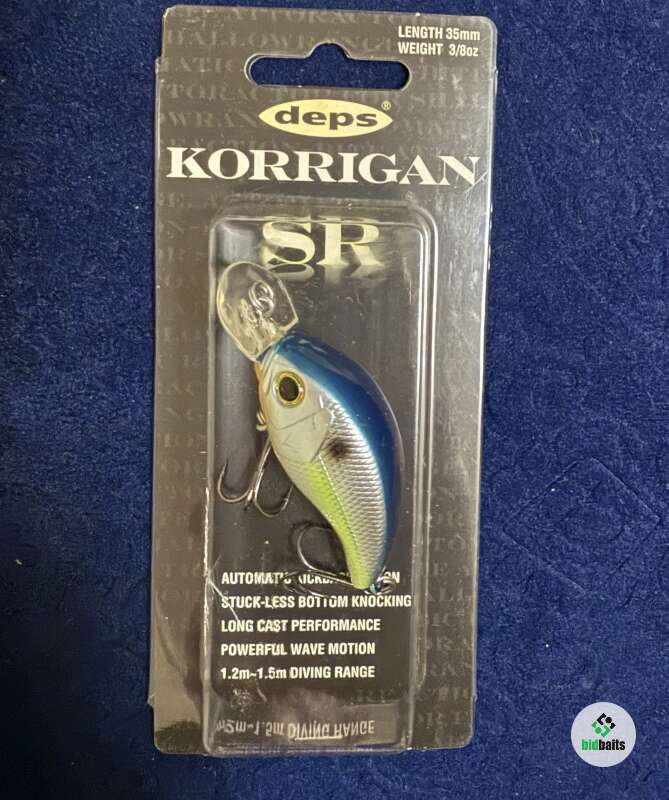 LENGTH 35mm
WEIGHT 3/8oz
deps®
KORRIGAN
SR
STUCK-LESS BOTTOM KNOCKING
LONG CAST PERFORMANCE
POWERFUL WAVE MOTION
1.2m~1.5m DIVING RANGE
bidbaits